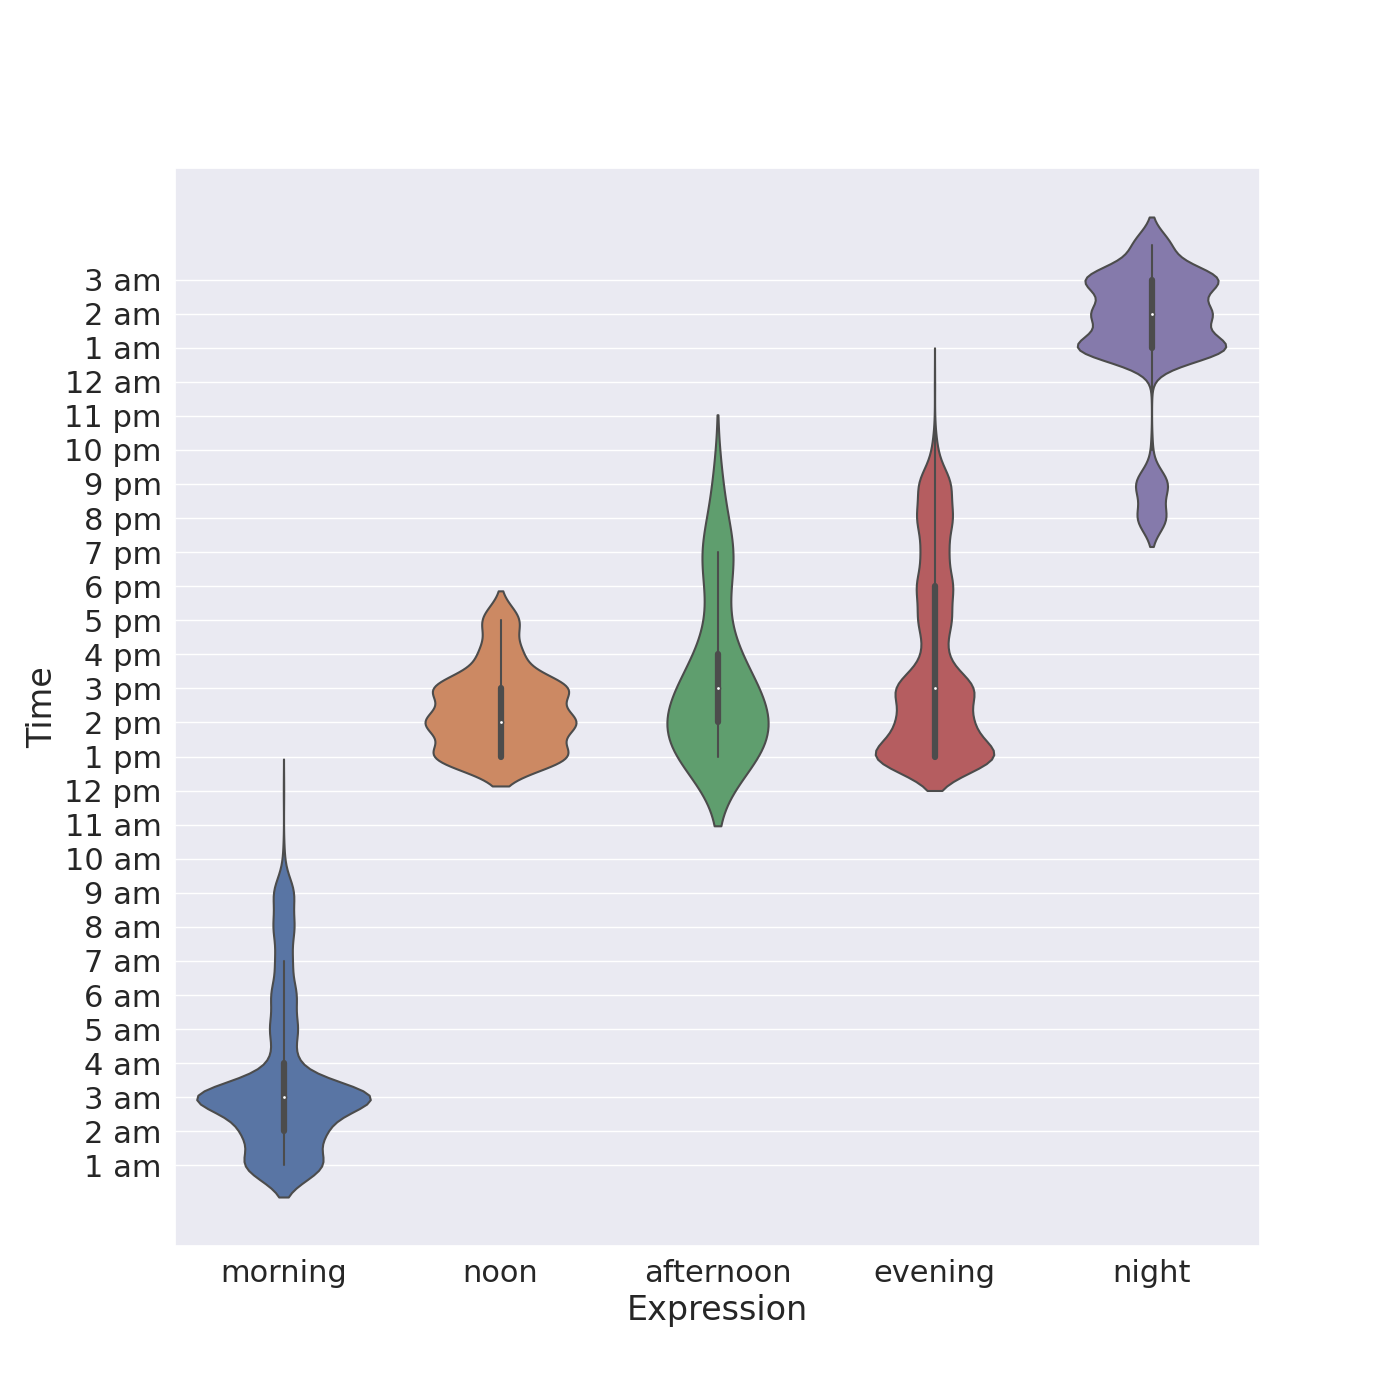 3 am
2 am
1 am
12 am
11 pm
10 pm
9 pm
8 pm
7 pm
6 pm
5 pm
4 pm
3 pm
2 pm
1 pm
12 pm
11 am
10 am
9 am
8 am
7 am
6 am
5 am
4 am
3 am
2 am
1 am
Time
morning noon afternoon evening night
Expression